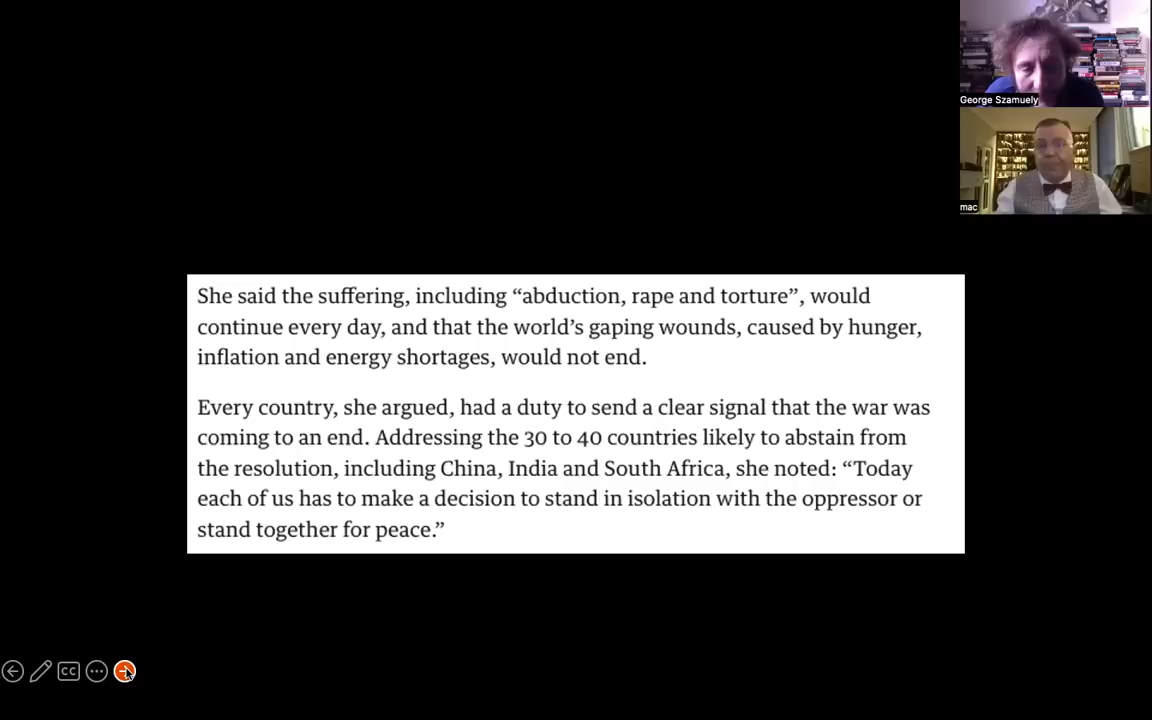 George Szamuely
mac
She said the suffering, including “abduction, rape and torture”, would
continue every day, and that the world’s gaping wounds, caused by hunger,
inflation and energy shortages, would not end.
Every country, she argued, had a duty to send a clear signal that the war was
coming to an end. Addressing the 30 to 40 countries likely to abstain from
the resolution, including China, India and South Africa, she noted: “Today
each of us has to make a decision to stand in isolation with the oppressor or
stand together for peace.”
CC